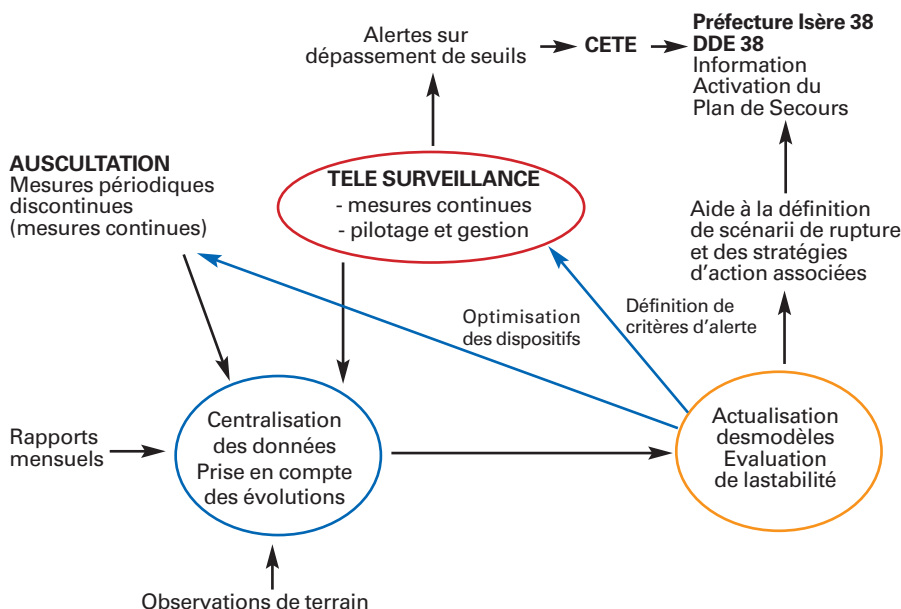 Alertes sur
dépassement de seuils
CETE
Préfecture Isère 38
DDE 38
Information
Activation du
Plan de Secours
AUSCULTATION
Mesures périodiques
discontinues
(mesures continues)
TELE SURVEILLANCE
- mesures continues
- pilotage et gestion
Aide à la définition
de scénarii de rupture
et des stratégies
d'action associées
Optimisation
des dispositifs
Définition de
critères d'alerte
Rapports
mensuels
Centralisation
des données
Prise en compte
des évolutions
Actualisation
desmodèles
Evaluation
de lastabilité
Observations de terrain